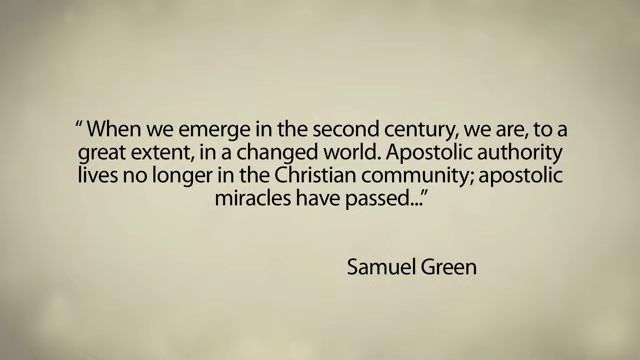 “ When we emerge in the second century, we are, to a
great extent, in a changed world. Apostolic authority
lives no longer in the Christian community; apostolic
miracles have passed...”
Samuel Green